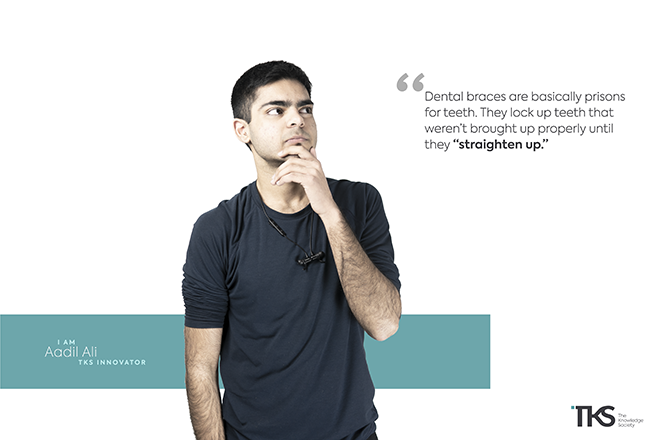 “
Dental braces are basically prisons
for teeth. They lock up teeth that
weren’t brought up properly until
they “straighten up.”
I AM
Aadil Ali
TKS INNOVATOR
TKS
The
Knowledge
Society